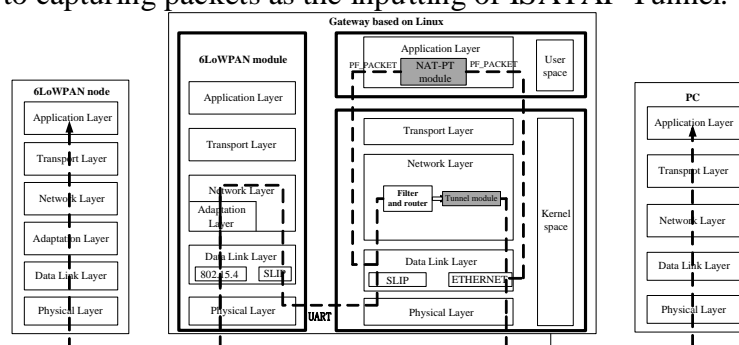 to capturing packets as the inputting of ISATAP Tunnel.
Gateway based on Linux
6LoWPAN node
Application Layer
Transport Layer
Network Layer
Adaptation Layer
Data Link Layer
Physical Layer
6LoWPAN module
Application Layer
Transport Layer
Network Layer
Adaptation
Layer
Data Link Layer
802.15.4
SLIP
Physical Layer
UART
Application Layer
PF_PACKET
NAT-PT
module
PF_PACKET
User
space
Transport Layer
Network Layer
Filter
and router
Tunnel module
Kernel
space
Data Link Layer
SLIP
ETHERNET
Physical Layer
PC
Application Layer
Transprot Layer
Network Layer
Data Link Layer
Physical Layer